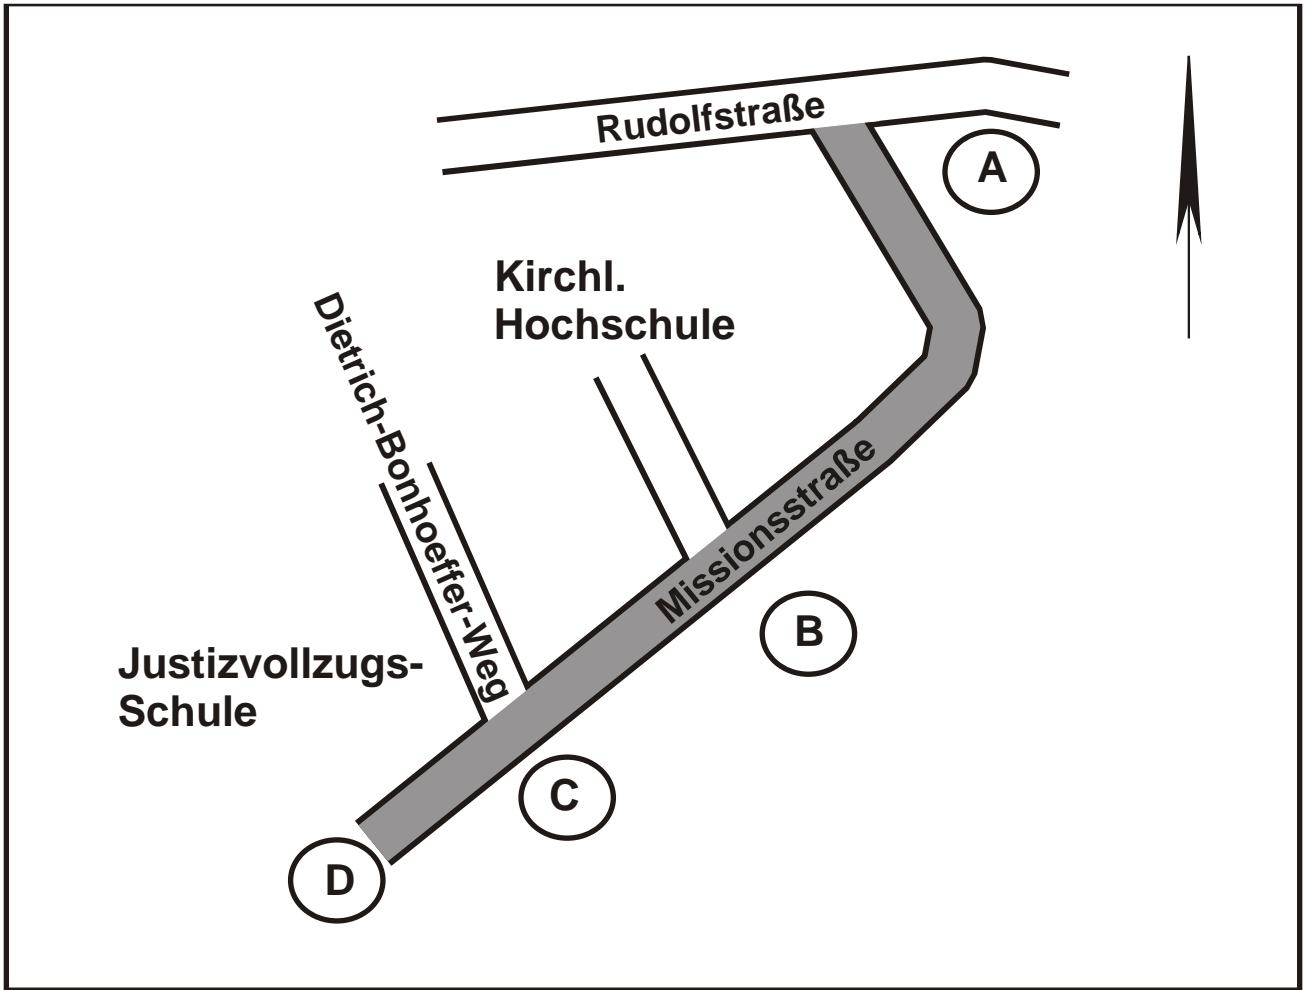 Rudolfstraße
A
Kirchl.
Hochschule
Dietrich-Bonhoeffer-Weg
Missionsstraße
B
Justizvollzugs-
Schule
C
D